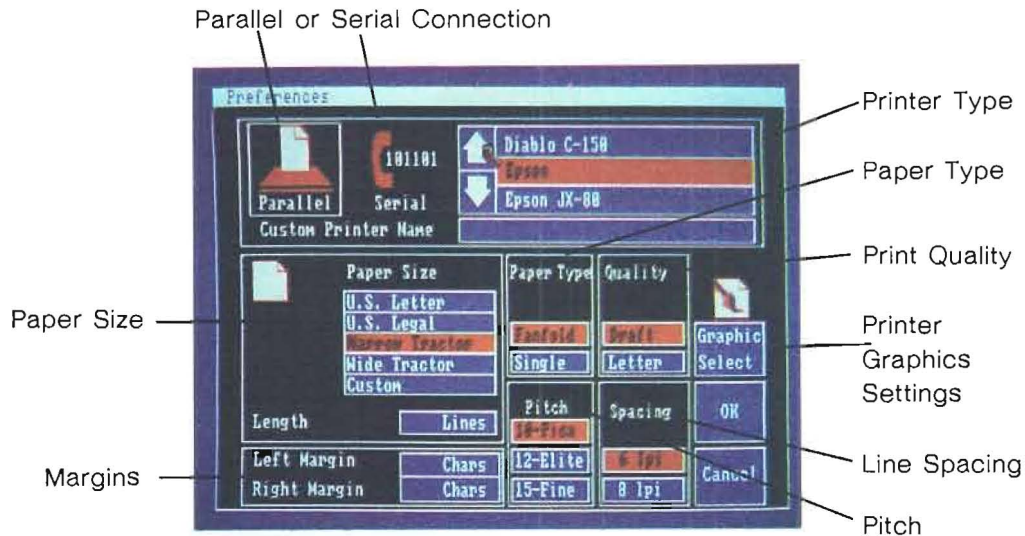 Parallel or Serial Connection
Preferences
Printer Type
Diablo C-150
101101
Epson
Paper Type
Parallel
Serial
Epson JX-80
Custom Printer Name
Print Quality
Paper Size
Paper Type
Quality
U.S. Letter
U.S. Legal
Paper Size
Narrow Tractor
Fanfold
Draft
Graphic
Select
Printer
Graphics
Settings
Wide Tractor
Single
Letter
Custom
Pitch
Spacing
OK
Length
Lines
10-Pica
Line Spacing
Margins
Left Margin
Chars
12-Elite
6 lpi
Cancel
Right Margin
Chars
15-Fine
8 lpi
Pitch